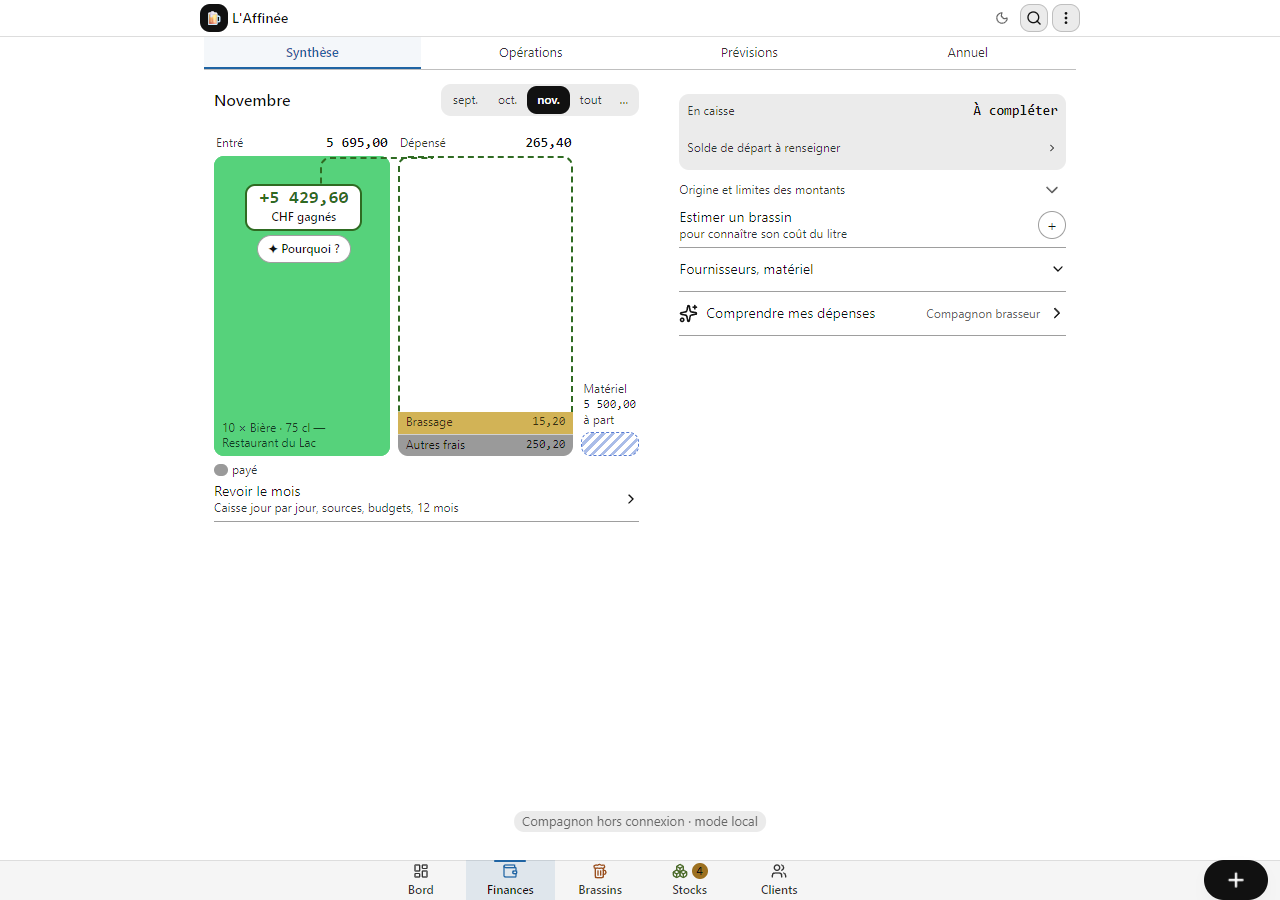 L'Affinée
Synthèse
Opérations
Prévisions
Annuel
Novembre
sept.
oct.
nov.
tout
...
Entré 5 695,00
Dépensé 265,40
+5 429,60
CHF gagnés
✦ Pourquoi ?
10 × Bière · 75 cl —
Restaurant du Lac
Brassage 15,20
Autres frais 250,20
Matériel
5 500,00
à part
payé
Revoir le mois
Caisse jour par jour, sources, budgets, 12 mois
En caisse À compléter
Solde de départ à renseigner
Origine et limites des montants
Estimer un brassin
pour connaître son coût du litre
Fournisseurs, matériel
Comprendre mes dépenses Compagnon brasseur
Compagnon hors connexion · mode local
Bord
Finances
Brassins
4
Stocks
Clients